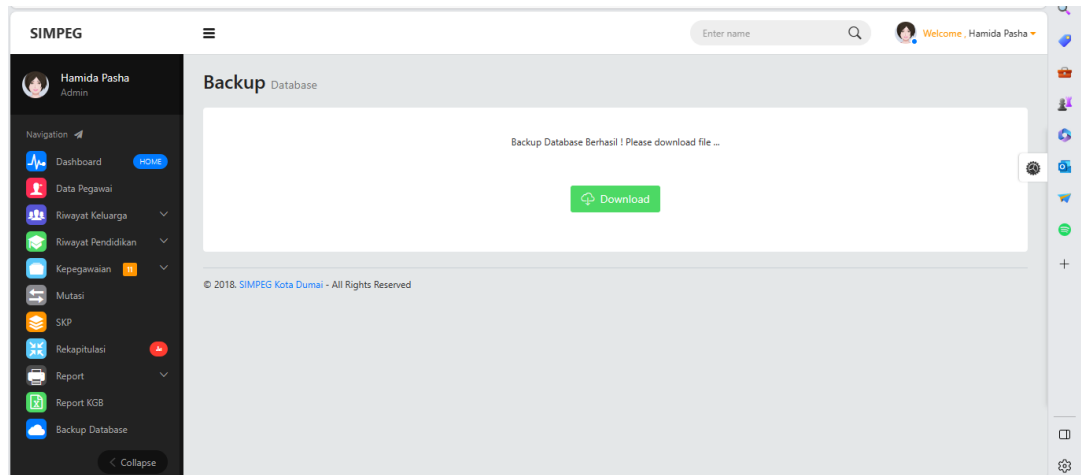 SIMPEG
Enter name
Welcome , Hamida Pasha
Hamida Pasha
Admin
Navigation
Dashboard HOME
Data Pegawai
Riwayat Keluarga
Riwayat Pendidikan
Kepegawaian 11
Mutasi
SKP
Rekapitulasi
Report
Report KGB
Backup Database
Collapse
Backup Database
Backup Database Berhasil ! Please download file ...
Download
© 2018. SIMPEG Kota Dumai - All Rights Reserved